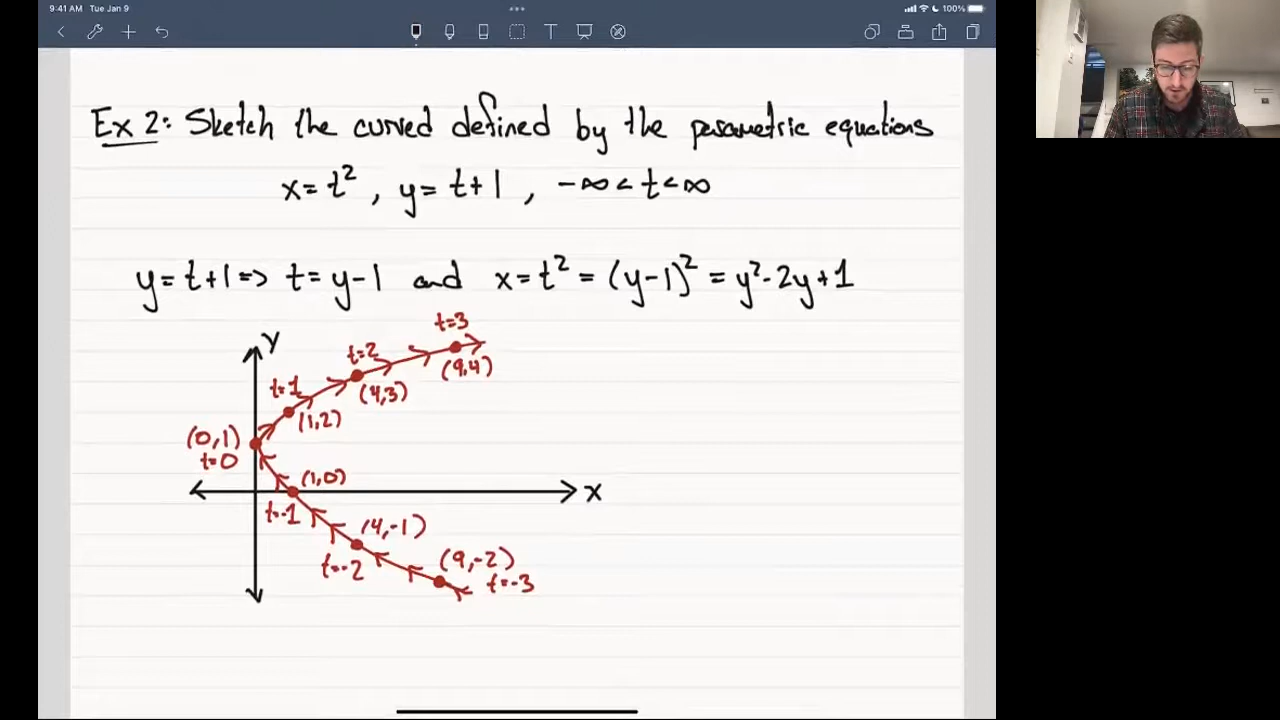 9:41 AM Tue Jan 9
100%
Ex 2: Sketch the curved defined by the parametric equations
x = t², y = t+1, -∞ < t < ∞
y = t+1 => t = y-1 and x = t² = (y-1)² = y²-2y+1
y
t=3
t=2
(9,4)
t=1
(4,3)
(1,2)
(0,1)
t=0
(1,0)
x
t=-1
(4,-1)
t=-2
(9,-2)
t=-3